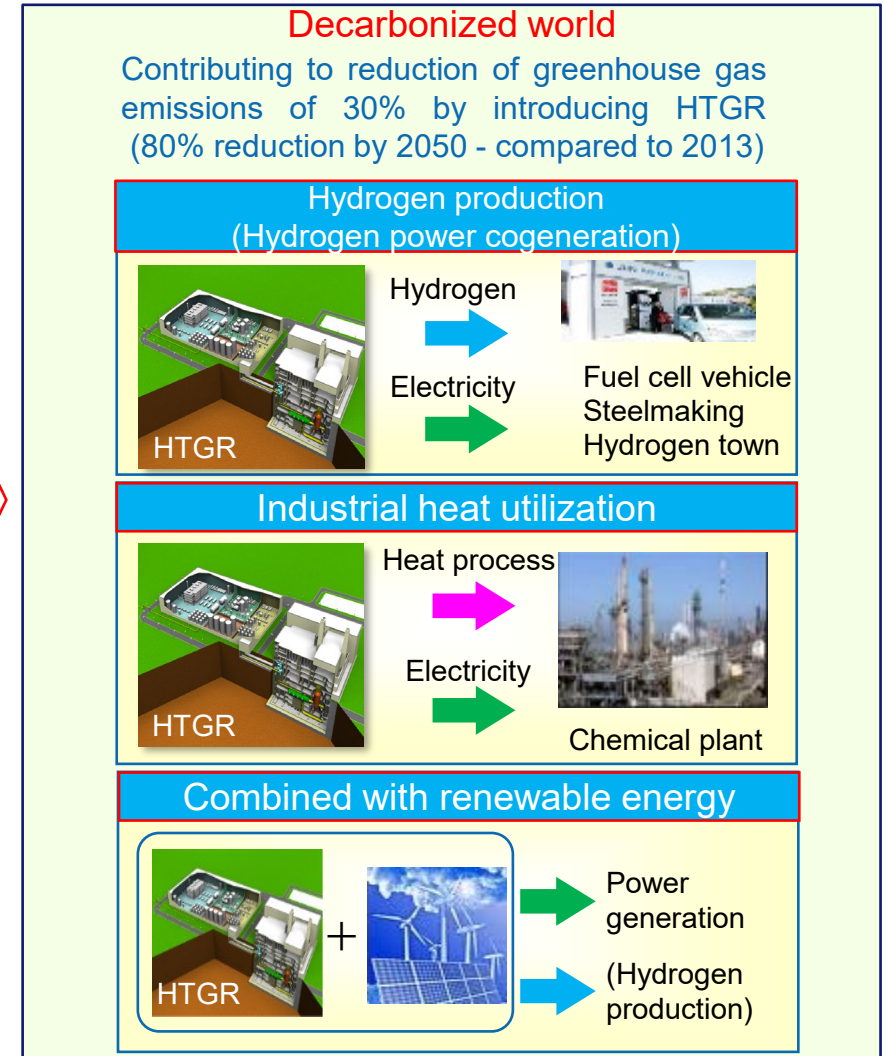 Decarbonized world
Contributing to reduction of greenhouse gas
emissions of 30% by introducing HTGR
(80% reduction by 2050 - compared to 2013)
Hydrogen production
(Hydrogen power cogeneration)
Hydrogen
Electricity
HTGR
Fuel cell vehicle
Steelmaking
Hydrogen town
Industrial heat utilization
Heat process
Electricity
HTGR
Chemical plant
Combined with renewable energy
HTGR
+
Power
generation
(Hydrogen
production)